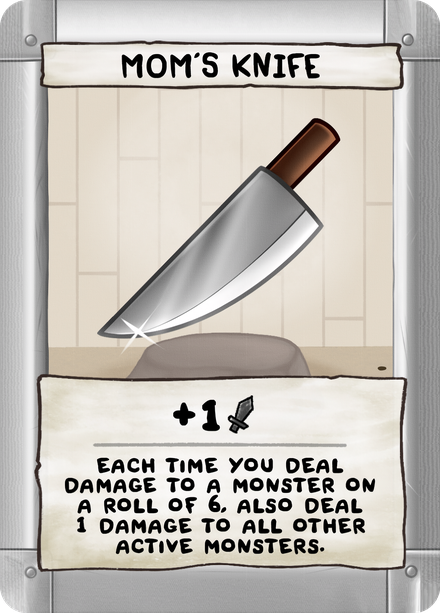 MOM'S KNIFE
+1
EACH TIME YOU DEAL
DAMAGE TO A MONSTER ON
A ROLL OF 6, ALSO DEAL
1 DAMAGE TO ALL OTHER
ACTIVE MONSTERS.